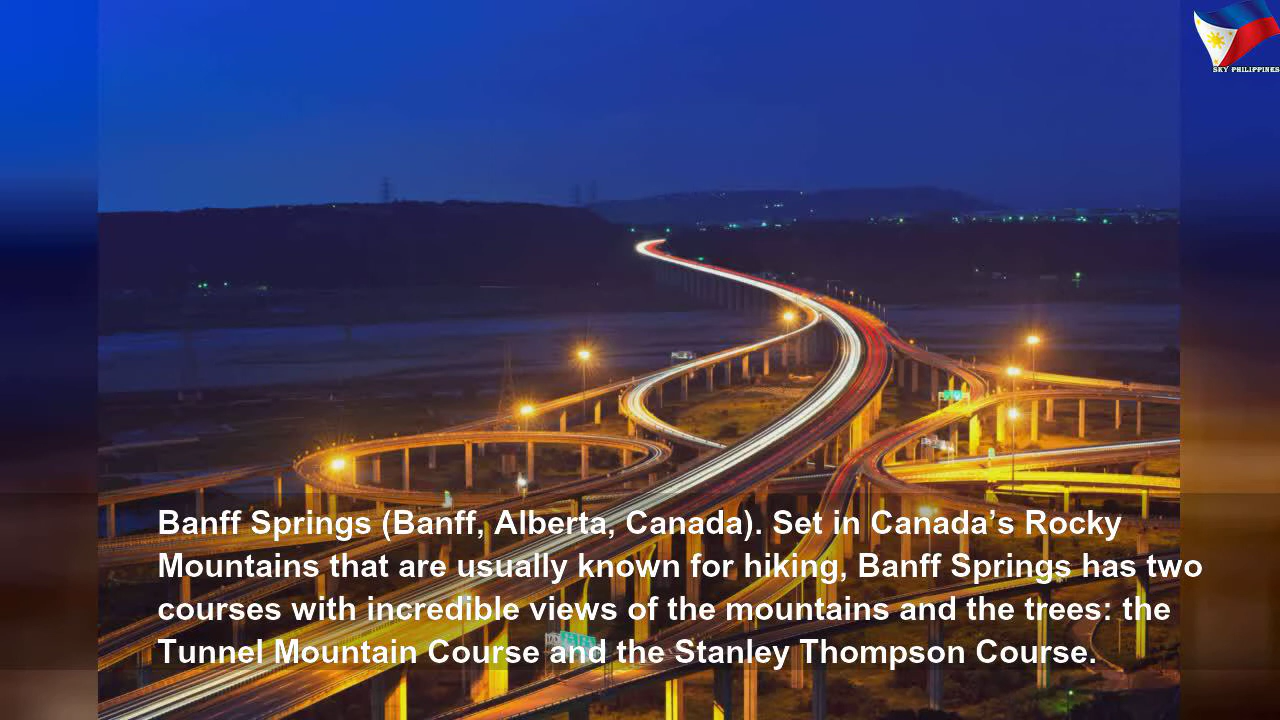 SKY PHILIPPINES
Banff Springs (Banff, Alberta, Canada). Set in Canada’s Rocky
Mountains that are usually known for hiking, Banff Springs has two
courses with incredible views of the mountains and the trees: the
Tunnel Mountain Course and the Stanley Thompson Course.